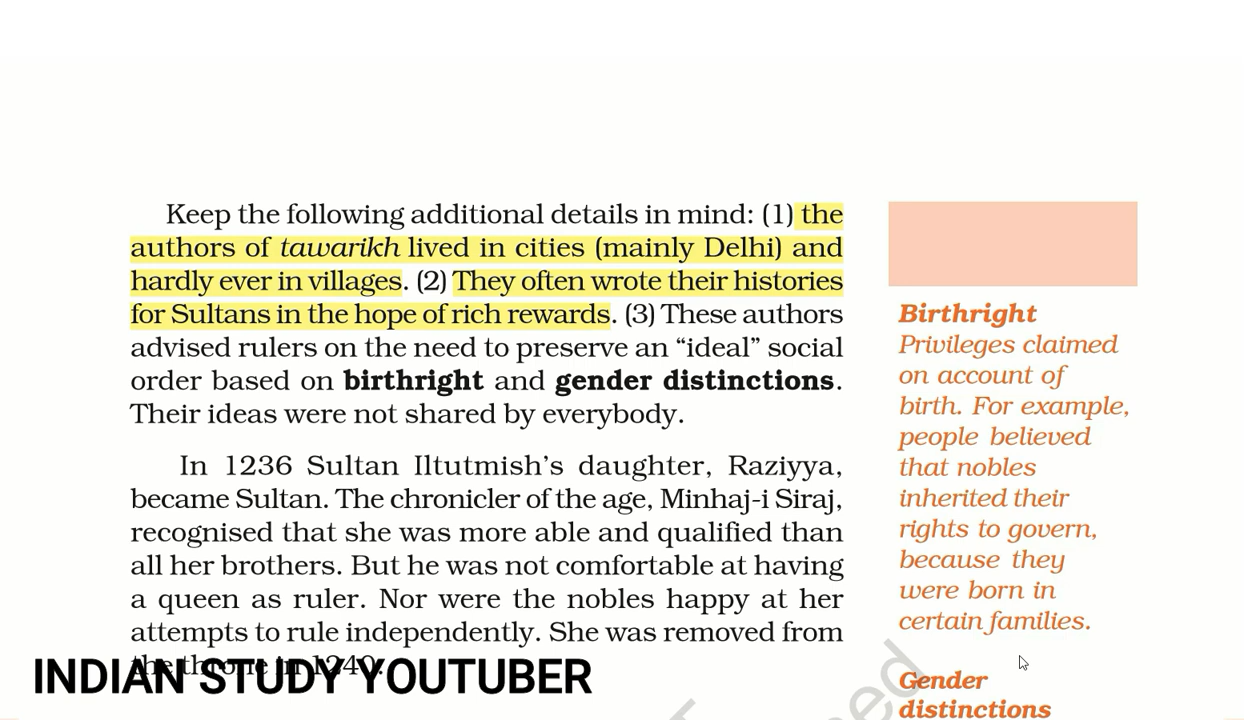 Keep the following additional details in mind: (1) the
authors of tawarikh lived in cities (mainly Delhi) and
hardly ever in villages. (2) They often wrote their histories
for Sultans in the hope of rich rewards. (3) These authors
advised rulers on the need to preserve an “ideal” social
order based on birthright and gender distinctions.
Their ideas were not shared by everybody.
In 1236 Sultan Iltutmish’s daughter, Raziyya,
became Sultan. The chronicler of the age, Minhaj-i Siraj,
recognised that she was more able and qualified than
all her brothers. But he was not comfortable at having
a queen as ruler. Nor were the nobles happy at her
attempts to rule independently. She was removed from
the throne in 1240.
INDIAN STUDY YOUTUBER
Birthright
Privileges claimed
on account of
birth. For example,
people believed
that nobles
inherited their
rights to govern,
because they
were born in
certain families.
Gender
distinctions